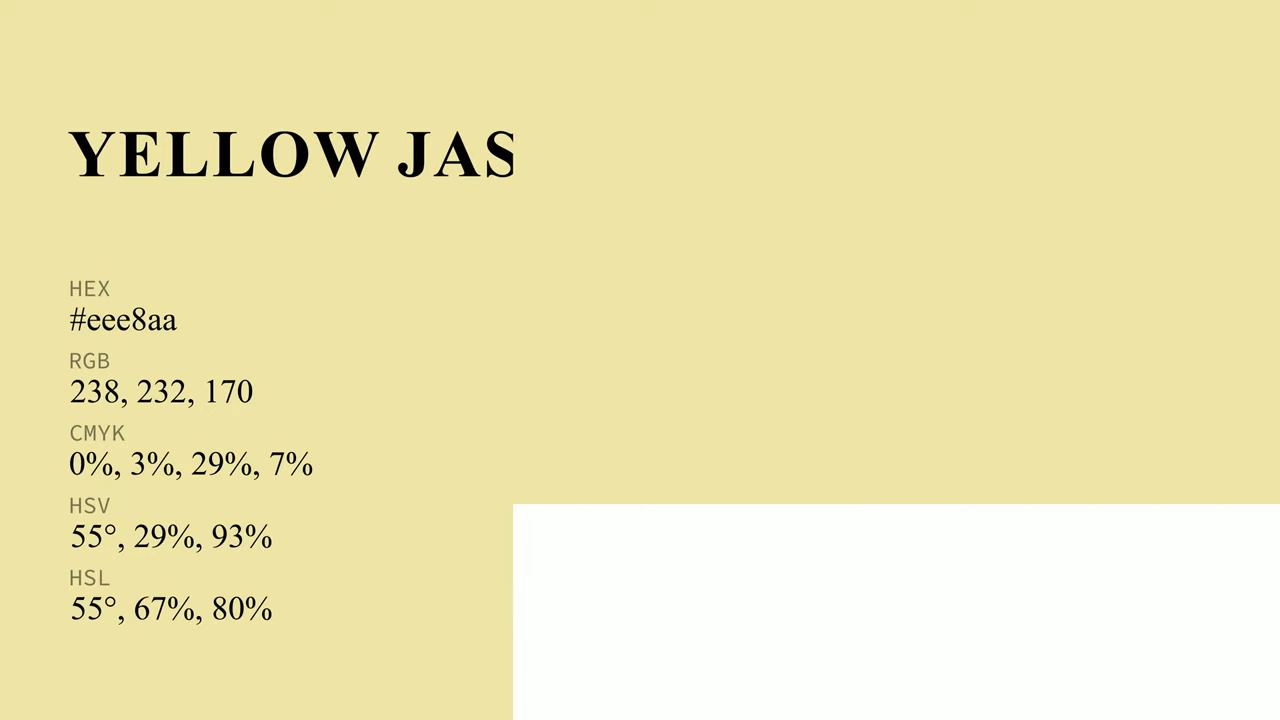 YELLOW JAS
HEX
#eee8aa
RGB
238, 232, 170
CMYK
0%, 3%, 29%, 7%
HSV
55°, 29%, 93%
HSL
55°, 67%, 80%